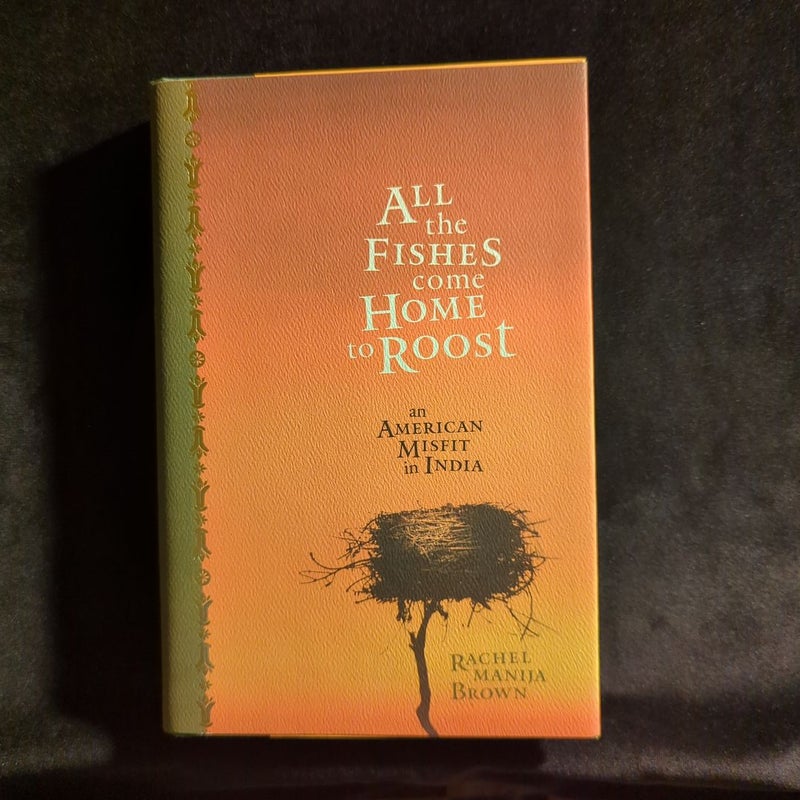 ALL
the
FISHES
come
HOME
to ROOST
an
AMERICAN
MISFIT
in INDIA
RACHEL
MANIJA
BROWN